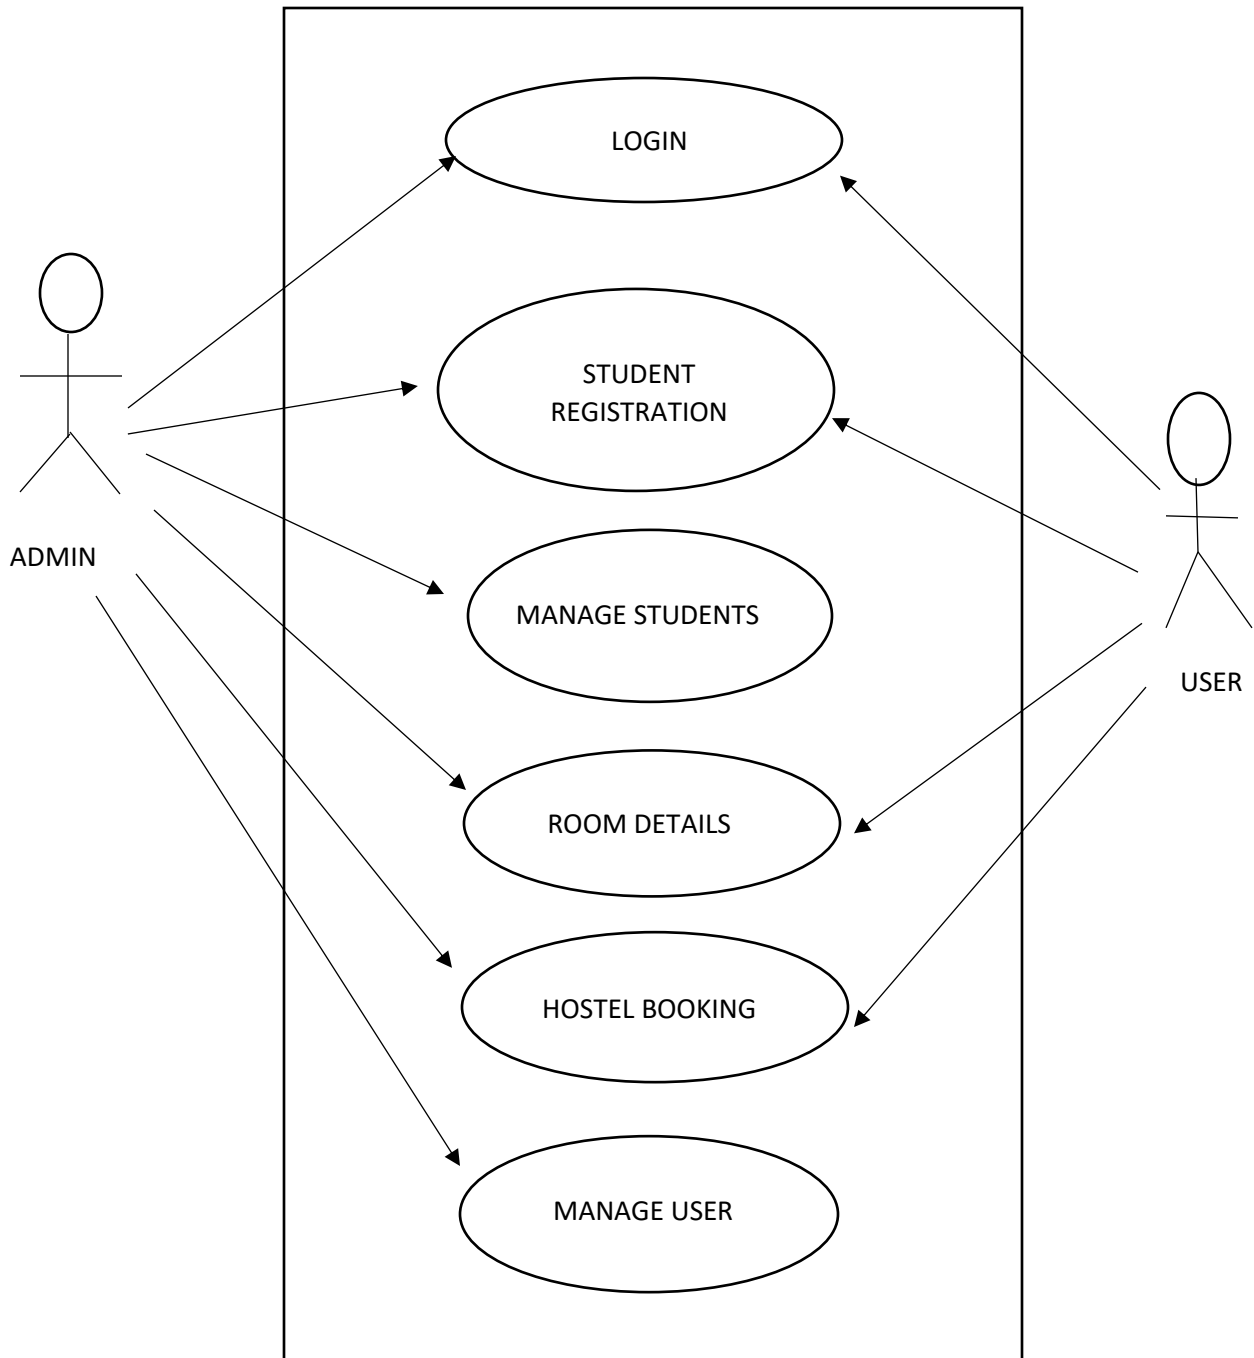 LOGIN
STUDENT
REGISTRATION
ADMIN
MANAGE STUDENTS
USER
ROOM DETAILS
HOSTEL BOOKING
MANAGE USER